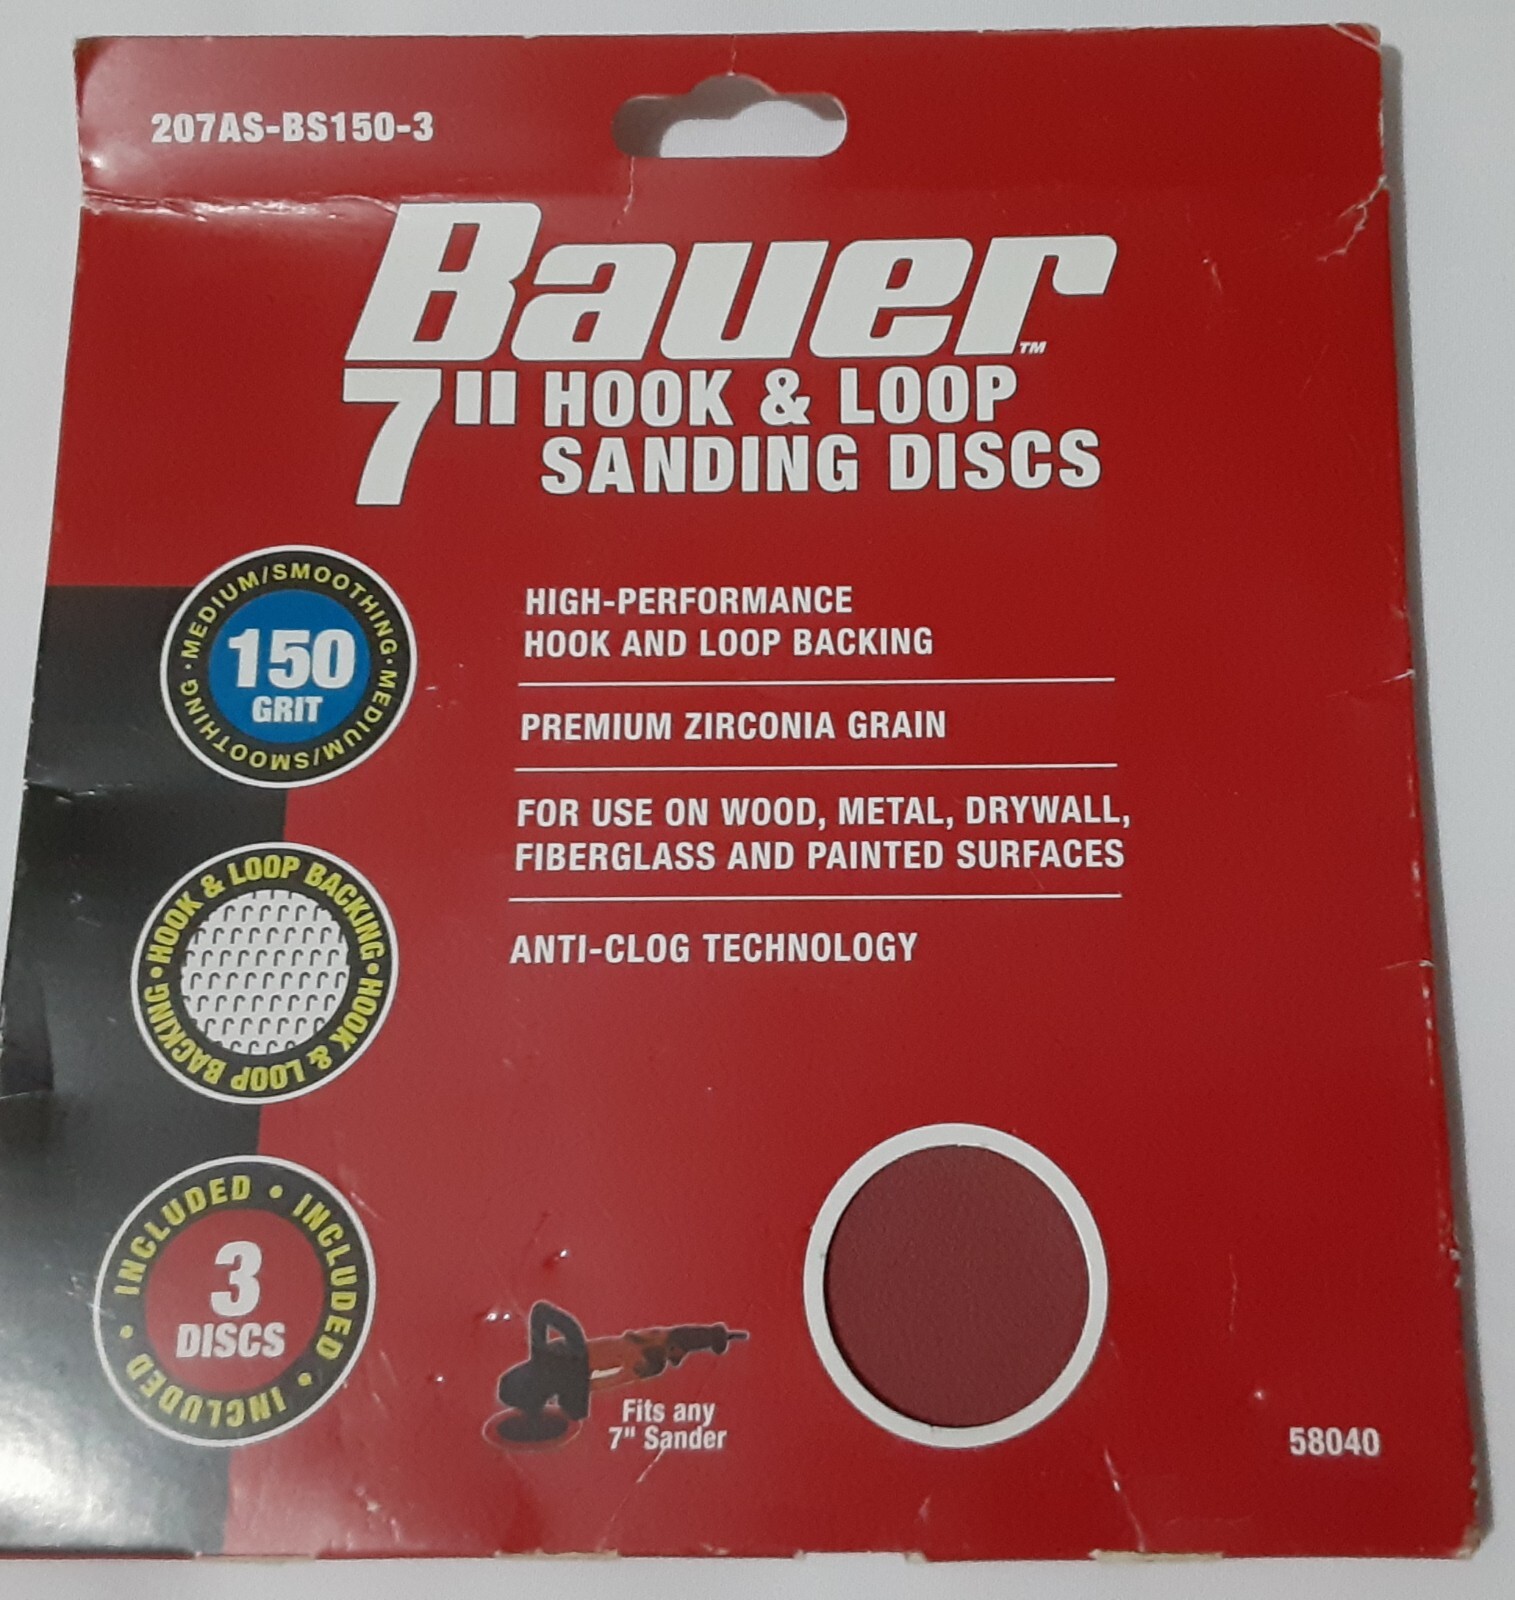 207AS-BS150-3
Bauer™
7" HOOK & LOOP
SANDING DISCS
MEDIUM/SMOOTHING · MEDIUM/SMOOTHING ·
150
GRIT
HIGH-PERFORMANCE
HOOK AND LOOP BACKING
PREMIUM ZIRCONIA GRAIN
FOR USE ON WOOD, METAL, DRYWALL,
FIBERGLASS AND PAINTED SURFACES
ANTI-CLOG TECHNOLOGY
HOOK & LOOP BACKING • HOOK & LOOP BACKING •
INCLUDED • INCLUDED • INCLUDED •
3
DISCS
Fits any
7" Sander
58040